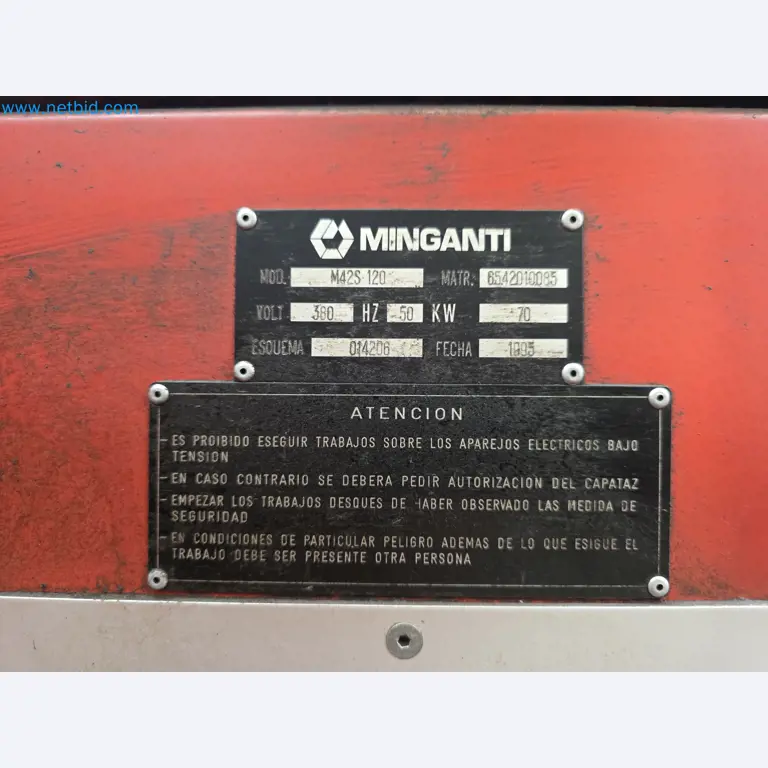 www.netbid.com
MINGANTI
MOD. M42S 120 MATR. 6542010085
VOLT 380 HZ 50 KW 70
ESQUEMA 014206 FECHA 1995
ATENCION
-ES PROIBIDO ESEGUIR TRABAJOS SOBRE LOS APAREJOS ELECTRICOS BAJO
TENSION
-EN CASO CONTRARIO SE DEBERA PEDIR AUTORIZACION DEL CAPATAZ
-EMPEZAR LOS TRABAJOS DESQUES DE HABER OBSERVADO LAS MEDIDA DE
SEGURIDAD
-EN CONDICIONES DE PARTICULAR PELIGRO ADEMAS DE LO QUE ESIGUE EL
TRABAJO DEBE SER PRESENTE OTRA PERSONA